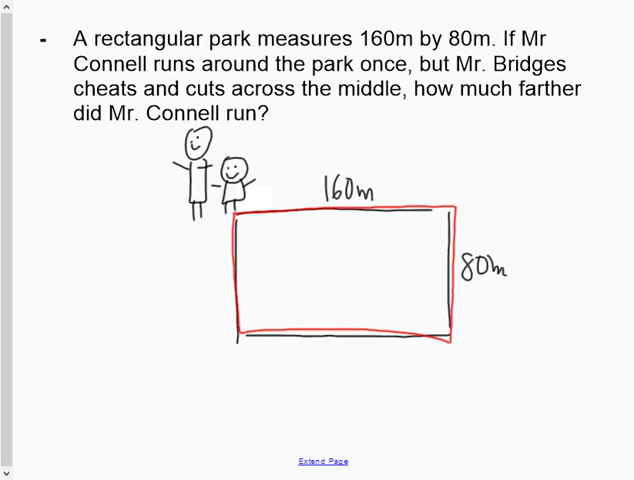 - A rectangular park measures 160m by 80m. If Mr
Connell runs around the park once, but Mr. Bridges
cheats and cuts across the middle, how much farther
did Mr. Connell run?
160m
80m
Extend Page